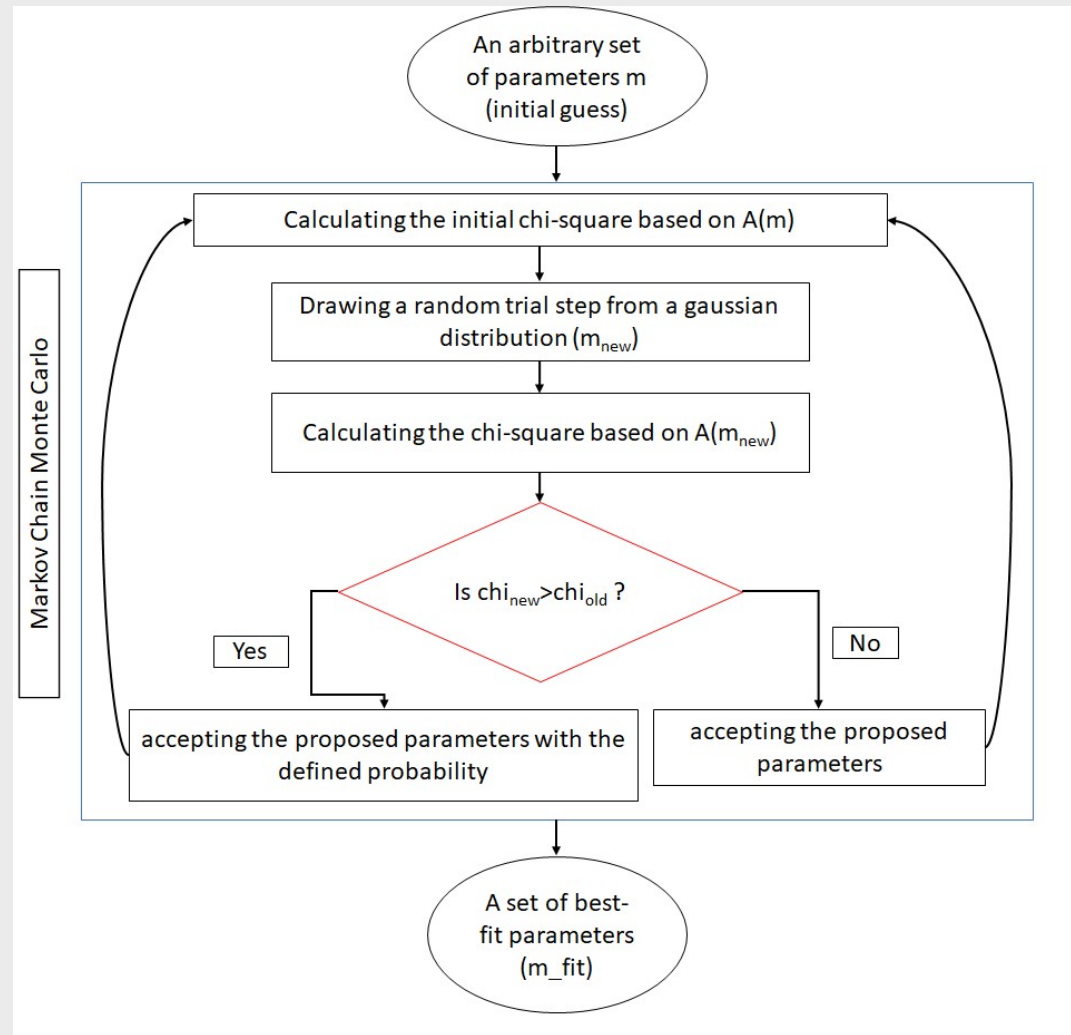 An arbitrary set
of parameters m
(initial guess)
Calculating the initial chi-square based on A(m)
Drawing a random trial step from a gaussian
distribution (mnew)
Calculating the chi-square based on A(mnew)
Markov Chain Monte Carlo
Is chinew>chiold ?
Yes
No
accepting the proposed parameters with the
defined probability
accepting the proposed
parameters
A set of best-
fit parameters
(m_fit)